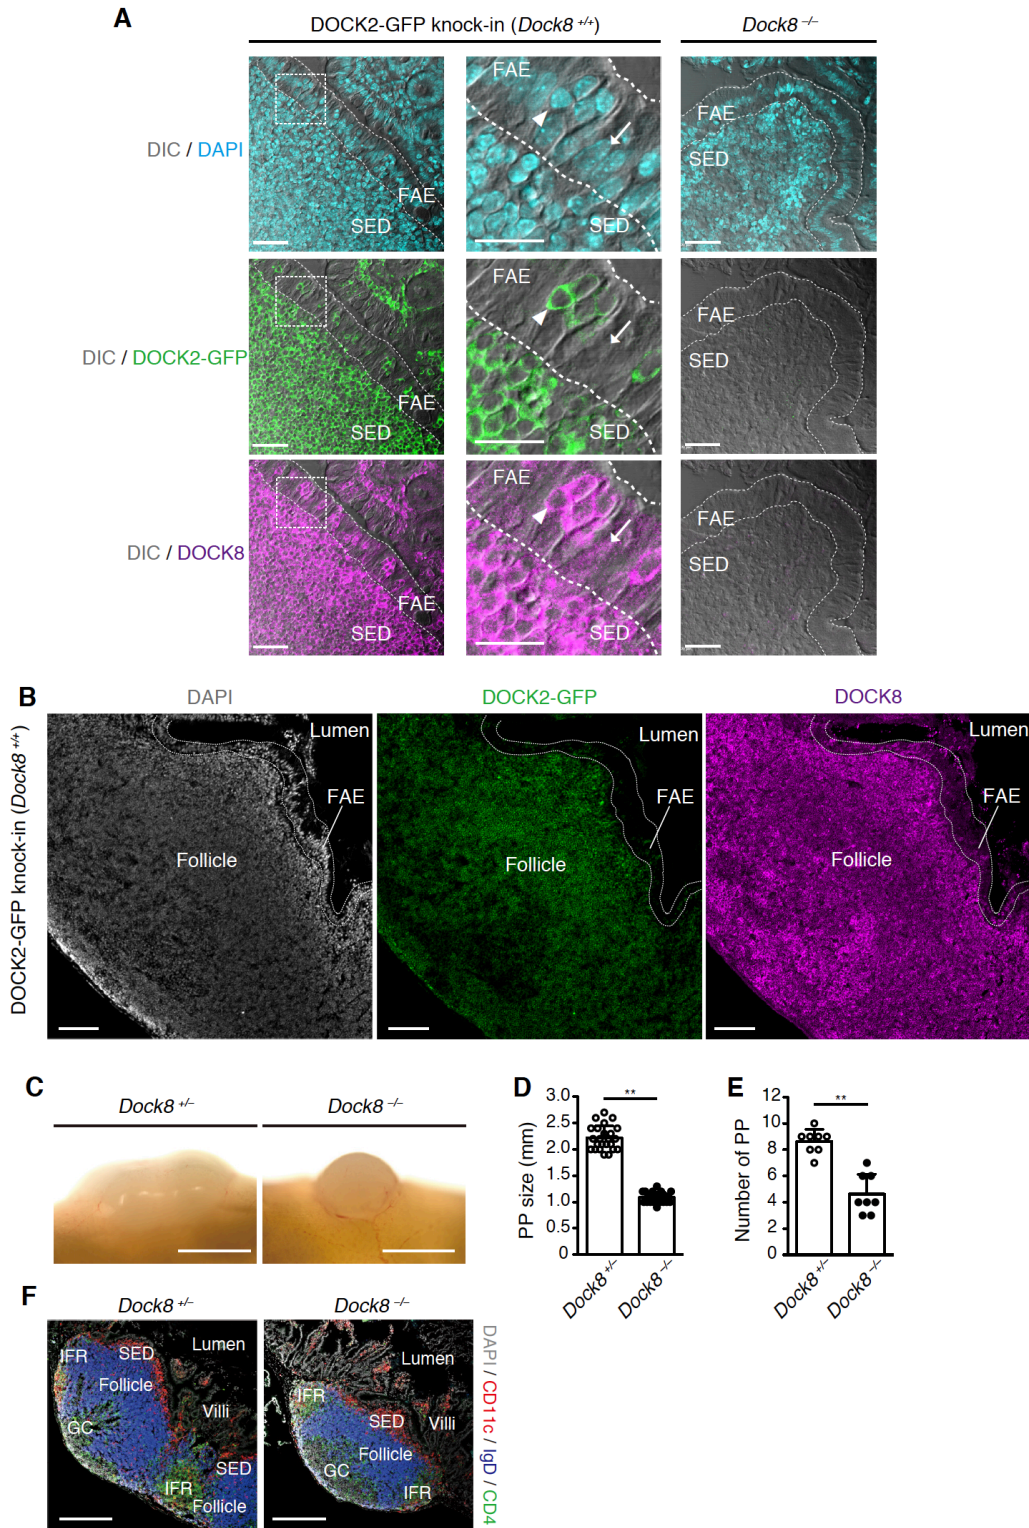 A
DOCK2-GFP knock-in (Dock8 +/+)
Dock8 –/–
DIC / DAPI
FAE
SED
FAE
SED
FAE
SED
DIC / DOCK2-GFP
FAE
SED
FAE
SED
FAE
SED
DIC / DOCK8
FAE
SED
FAE
SED
FAE
SED
B
DAPI
DOCK2-GFP
DOCK8
DOCK2-GFP knock-in (Dock8 +/+)
Lumen
FAE
Follicle
Lumen
FAE
Follicle
Lumen
FAE
Follicle
C
Dock8 +/–
Dock8 –/–
D
PP size (mm)
3.0
2.5
2.0
1.5
1.0
0.5
0
**
Dock8 +/–
Dock8 –/–
E
Number of PP
12
10
8
6
4
2
0
**
Dock8 +/–
Dock8 –/–
F
Dock8 +/–
Dock8 –/–
IFR
SED
Lumen
Follicle
Villi
GC
SED
IFR
Follicle
Lumen
IFR
SED
Villi
Follicle
GC
IFR
DAPI / CD11c / IgD / CD4